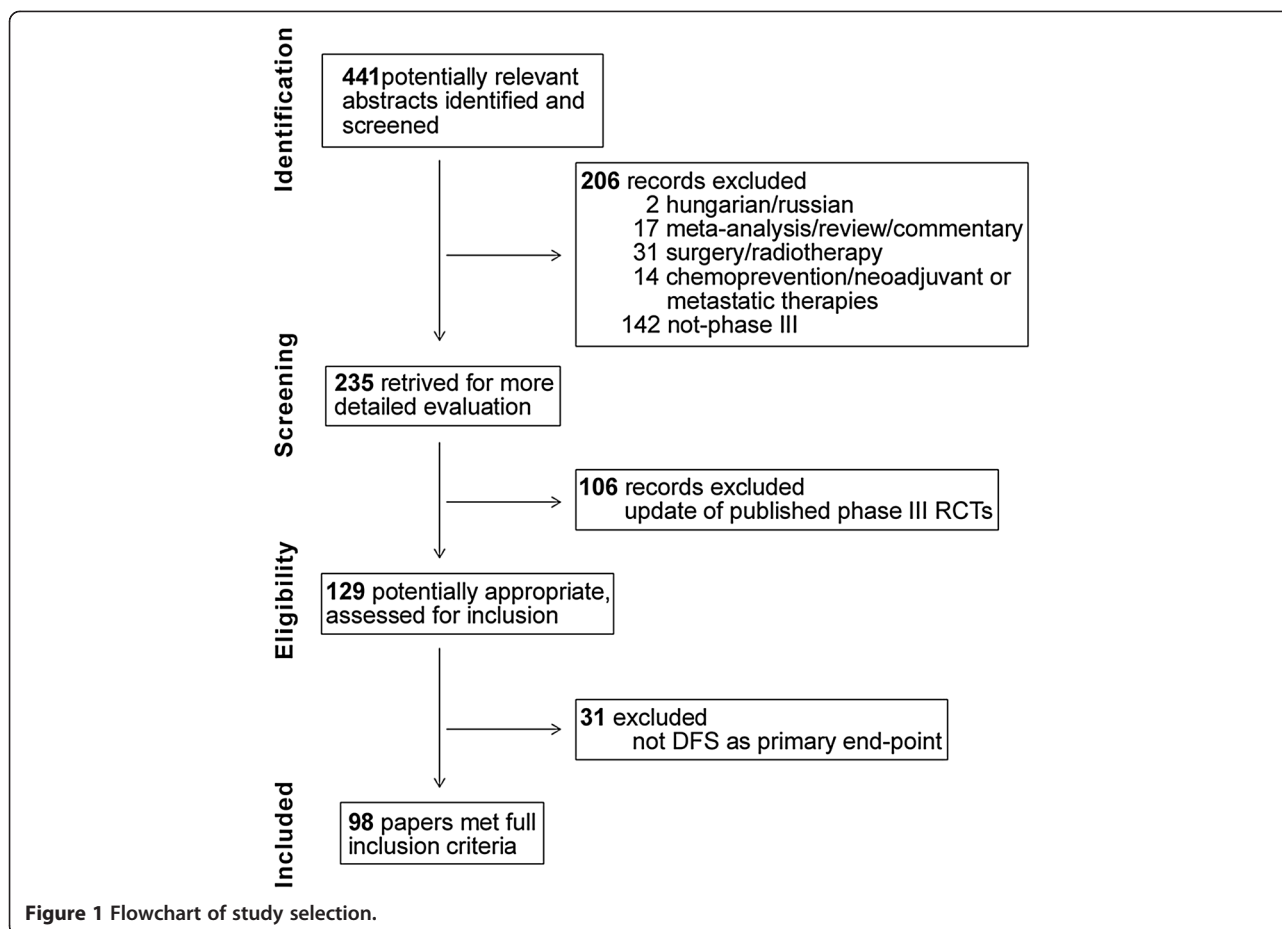 Identification
441potentially relevant
abstracts identified and
screened
206 records excluded
2 hungarian/russian
17 meta-analysis/review/commentary
31 surgery/radiotherapy
14 chemoprevention/neoadjuvant or
metastatic therapies
142 not-phase III
Screening
235 retrived for more
detailed evaluation
106 records excluded
update of published phase III RCTs
Eligibility
129 potentially appropriate,
assessed for inclusion
31 excluded
not DFS as primary end-point
Included
98 papers met full
inclusion criteria
Figure 1 Flowchart of study selection.